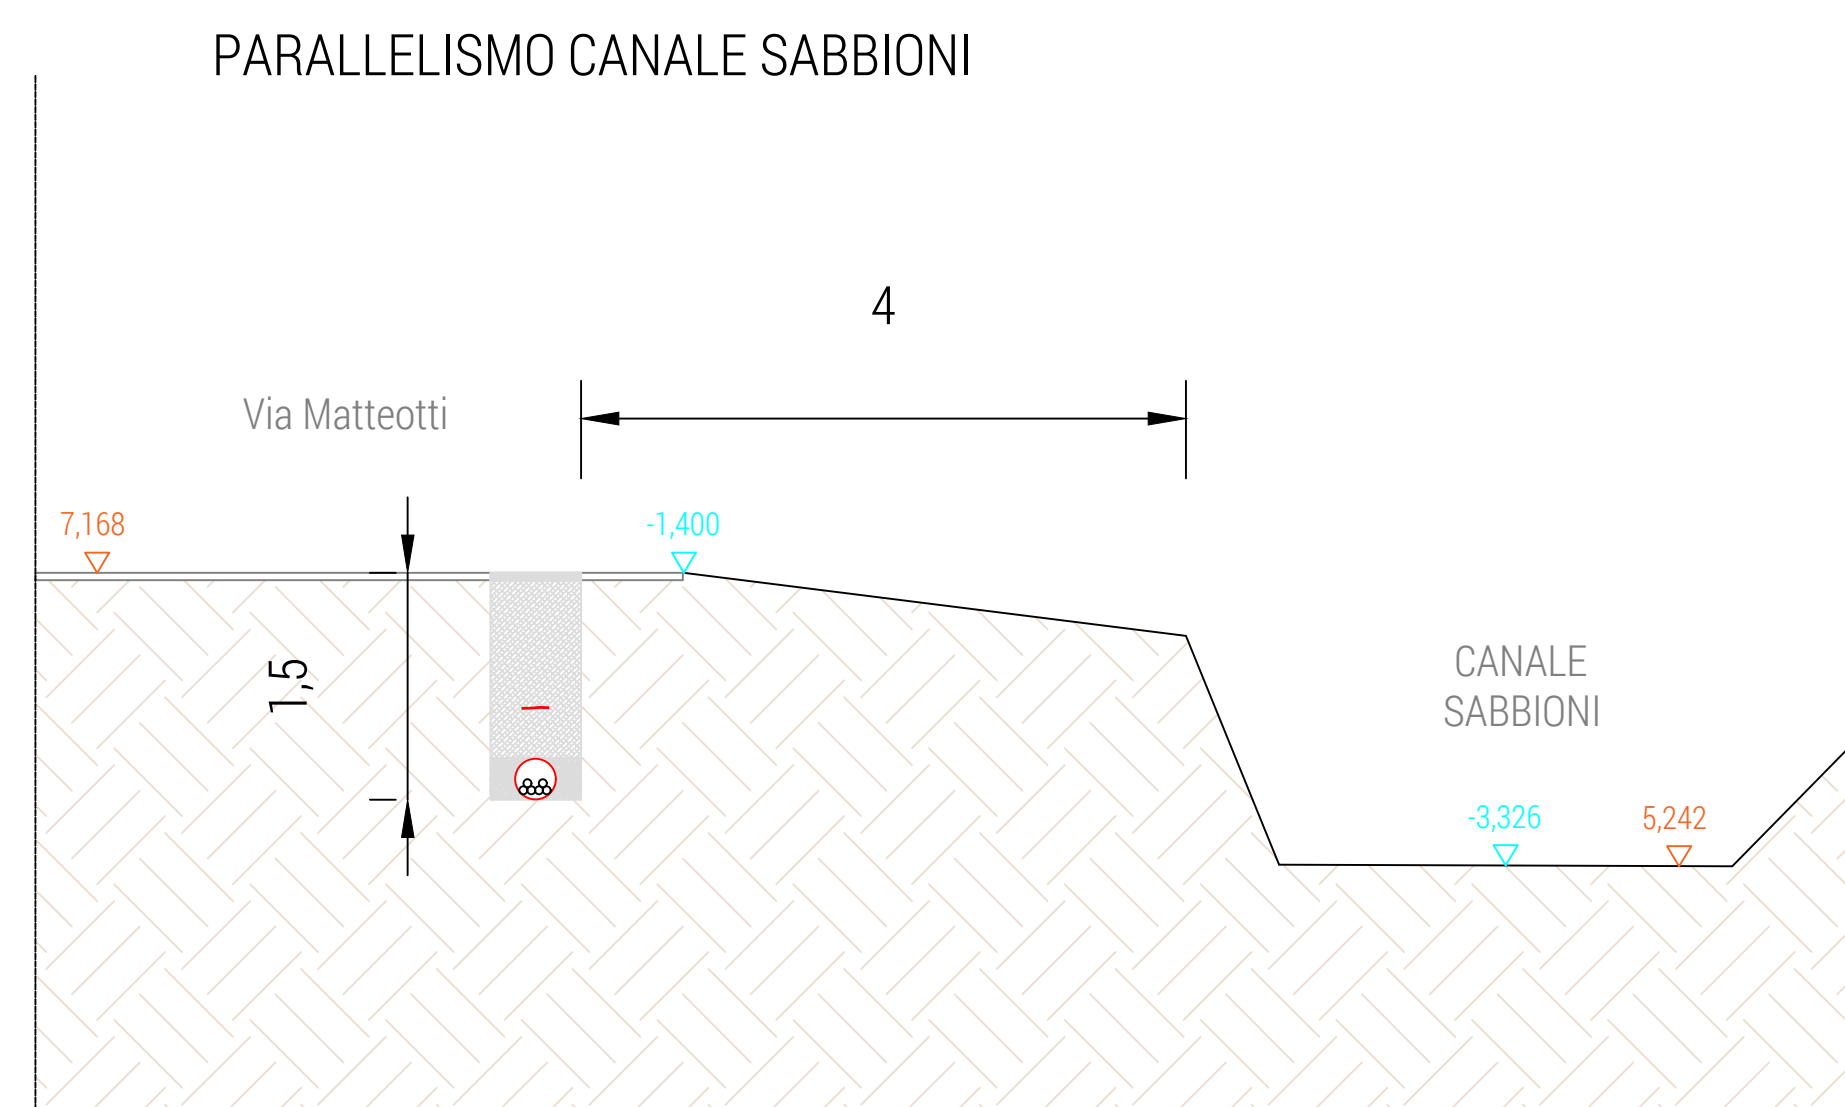 PARALLELISMO CANALE SABBIONI
4
Via Matteotti
7,168
-1,400
1,5
CANALE
SABBIONI
-3,326
5,242